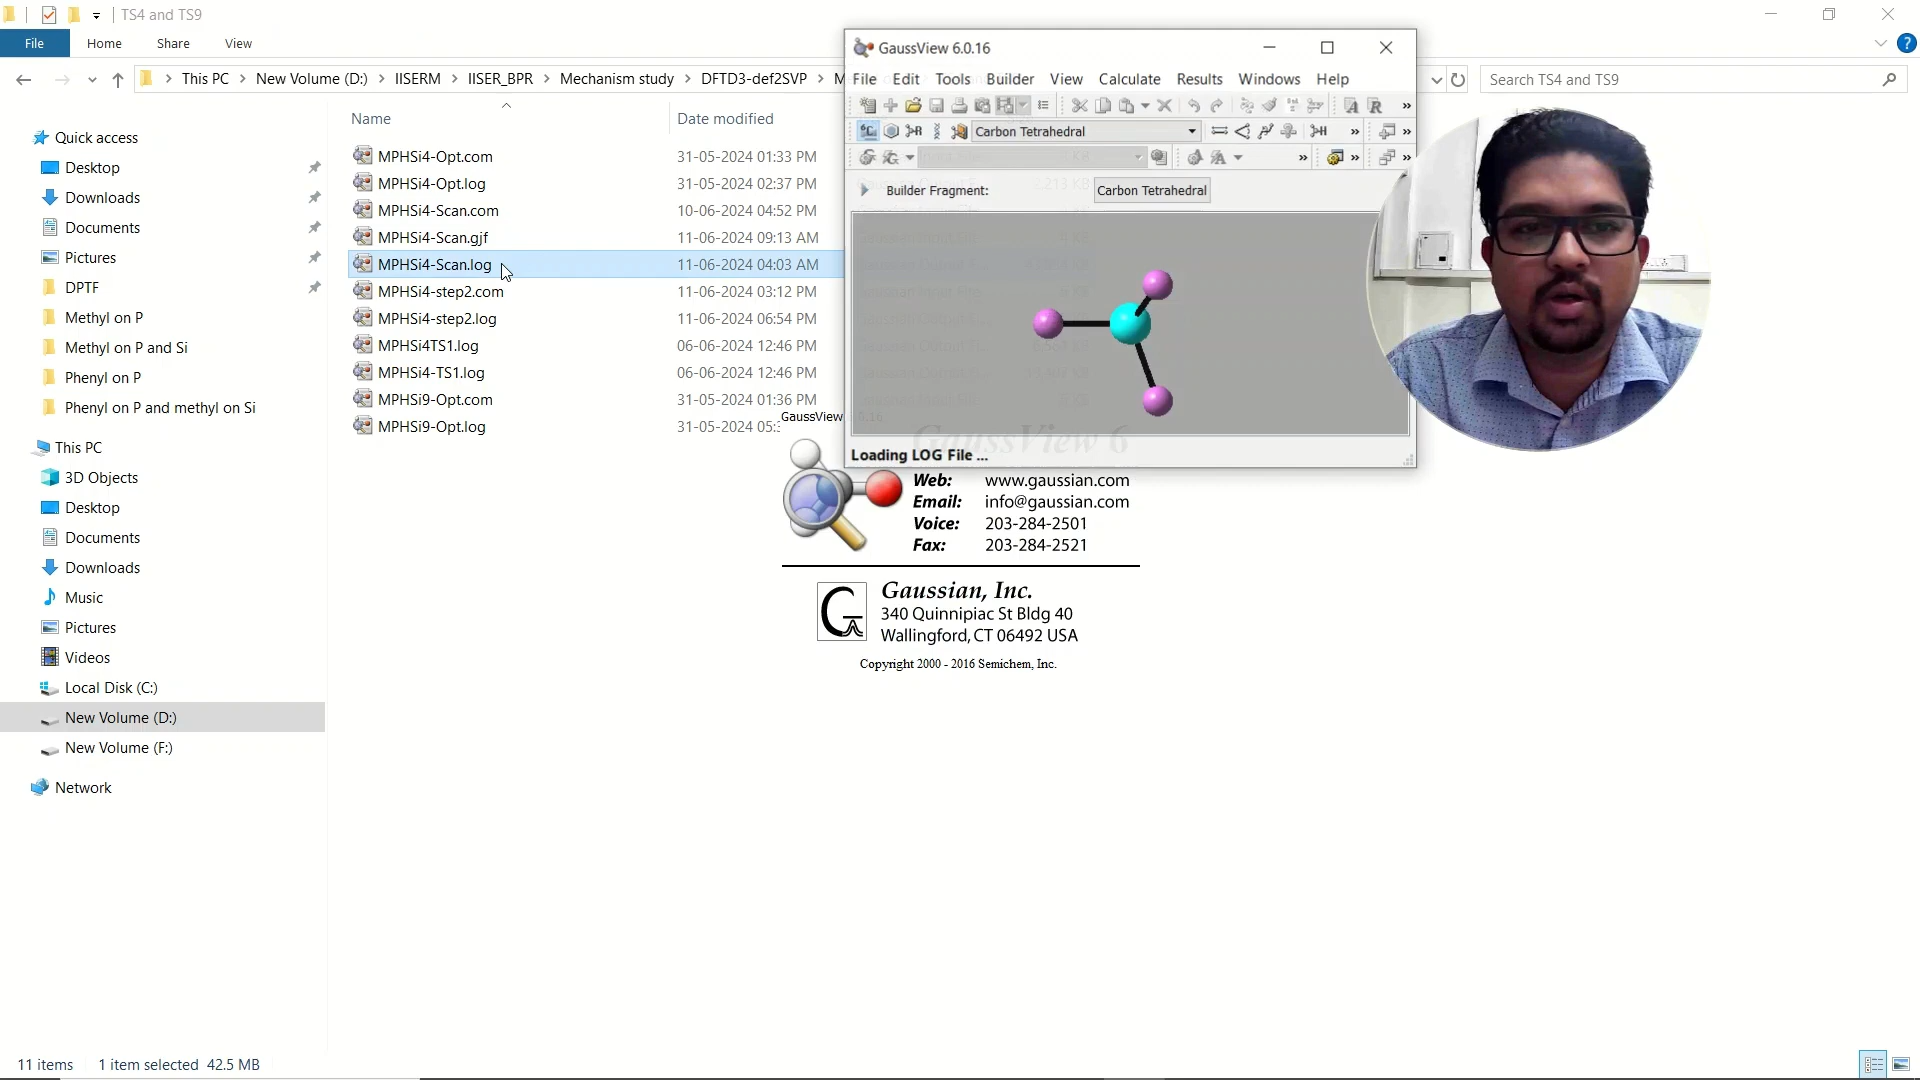 TS4 and TS9
File Home Share View
This PC New Volume (D:) IISERM IISER_BPR Mechanism study DFTD3-def2SVP M
Search TS4 and TS9
Name Date modified
Quick access
Desktop
Downloads
Documents
Pictures
DPTF
Methyl on P
Methyl on P and Si
Phenyl on P
Phenyl on P and methyl on Si
This PC
3D Objects
Desktop
Documents
Downloads
Music
Pictures
Videos
Local Disk (C:)
New Volume (D:)
New Volume (F:)
Network
MPHSi4-Opt.com 31-05-2024 01:33 PM
MPHSi4-Opt.log 31-05-2024 02:37 PM
MPHSi4-Scan.com 10-06-2024 04:52 PM
MPHSi4-Scan.gjf 11-06-2024 09:13 AM
MPHSi4-Scan.log 11-06-2024 04:03 AM
MPHSi4-step2.com 11-06-2024 03:12 PM
MPHSi4-step2.log 11-06-2024 06:54 PM
MPHSi4TS1.log 06-06-2024 12:46 PM
MPHSi4-TS1.log 06-06-2024 12:46 PM
MPHSi9-Opt.com 31-05-2024 01:36 PM
MPHSi9-Opt.log 31-05-2024 05:
GaussView 6.0.16
File Edit Tools Builder View Calculate Results Windows Help
Carbon Tetrahedral
Builder Fragment: Carbon Tetrahedral
Loading LOG File ...
GaussView
GaussView 6
Web: www.gaussian.com
Email: info@gaussian.com
Voice: 203-284-2501
Fax: 203-284-2521
Gaussian, Inc.
340 Quinnipiac St Bldg 40
Wallingford, CT 06492 USA
Copyright 2000 - 2016 Semichem, Inc.
11 items 1 item selected 42.5 MB